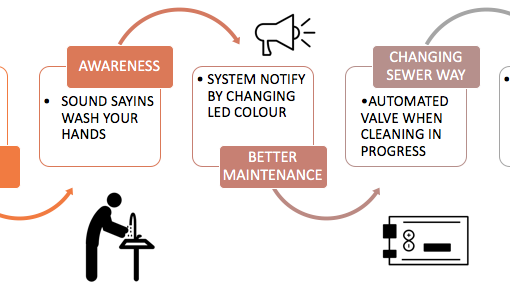 AWARENESS
• SOUND SAYINS
WASH YOUR
HANDS
• SYSTEM NOTIFY
BY CHANGING
LED COLOUR
BETTER
MAINTENANCE
CHANGING
SEWER WAY
•AUTOMATED
VALVE WHEN
CLEANING IN
PROGRESS
•